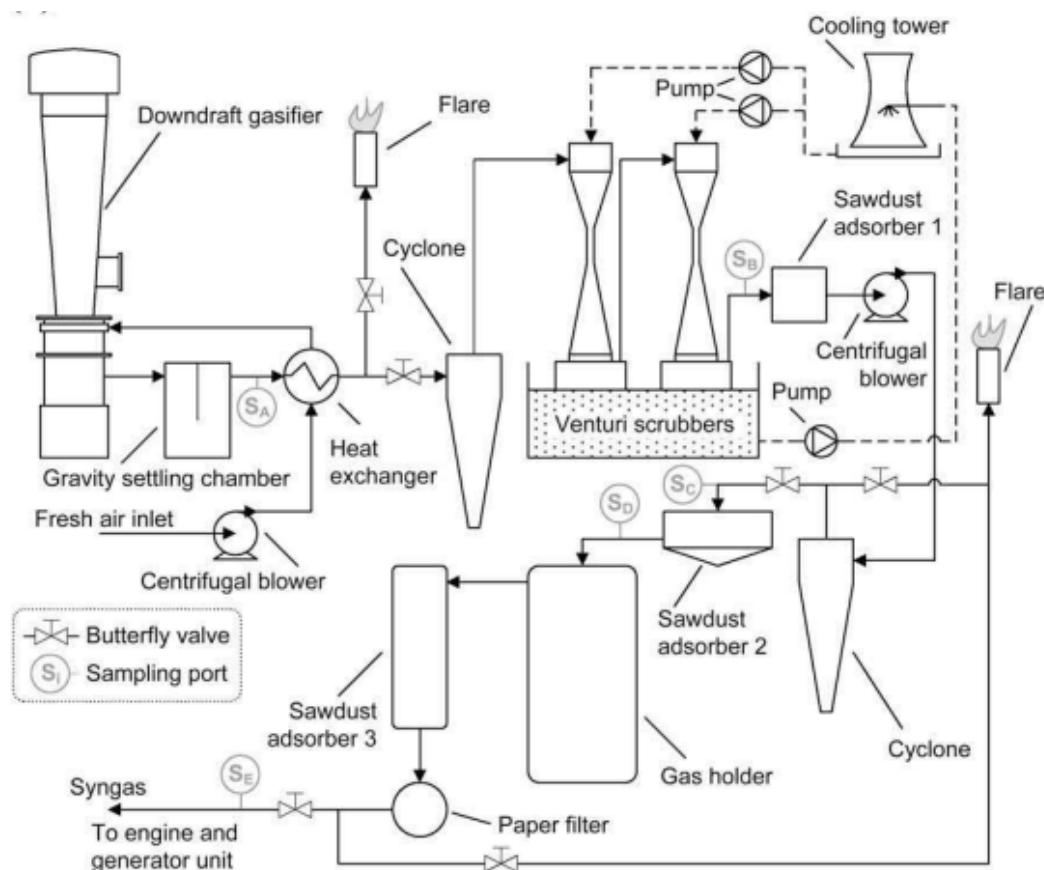 Cooling tower
Pump
Flare
Downdraft gasifier
Sawdust
adsorber 1
Cyclone
S_B
Flare
Centrifugal
blower
Pump
Venturi scrubbers
S_A
Heat
exchanger
Gravity settling chamber
S_C
S_D
Fresh air inlet
Centrifugal blower
Sawdust
adsorber 2
Butterfly valve
S_I Sampling port
Sawdust
adsorber 3
Gas holder
Cyclone
S_E
Syngas
To engine and
generator unit
Paper filter